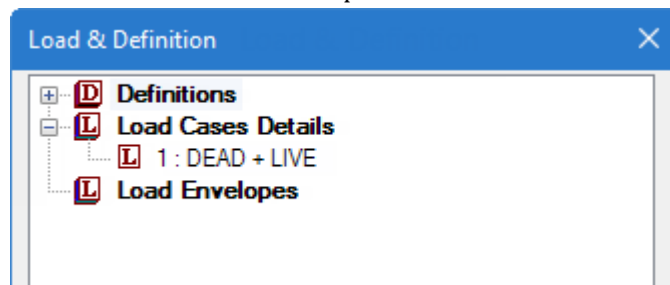 Load & Definition
Definitions
Load Cases Details
1 : DEAD + LIVE
Load Envelopes